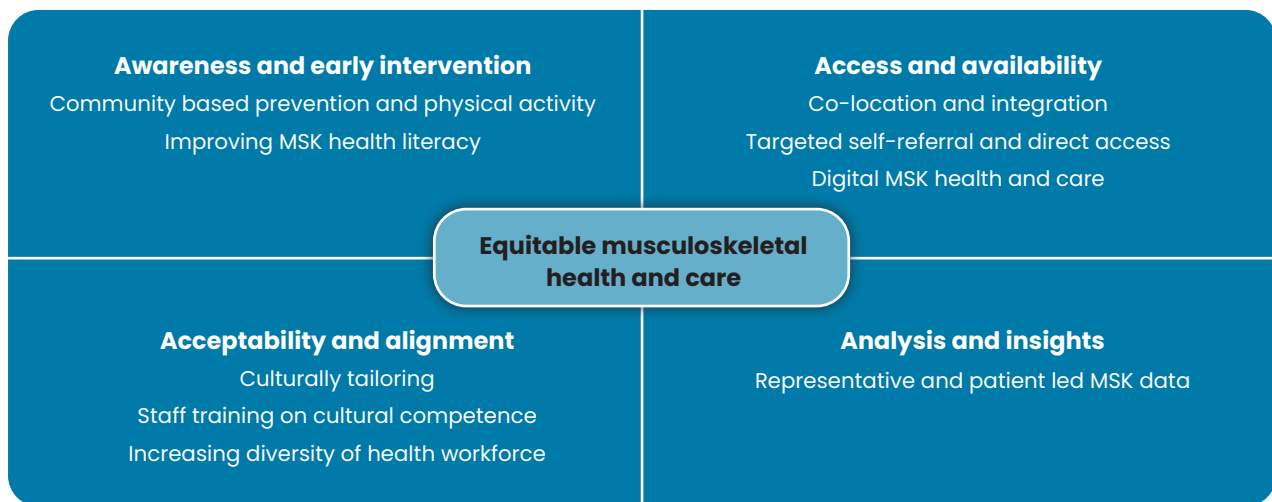 Awareness and early intervention
Community based prevention and physical activity
Improving MSK health literacy
Access and availability
Co-location and integration
Targeted self-referral and direct access
Digital MSK health and care
Equitable musculoskeletal
health and care
Acceptability and alignment
Culturally tailoring
Staff training on cultural competence
Increasing diversity of health workforce
Analysis and insights
Representative and patient led MSK data